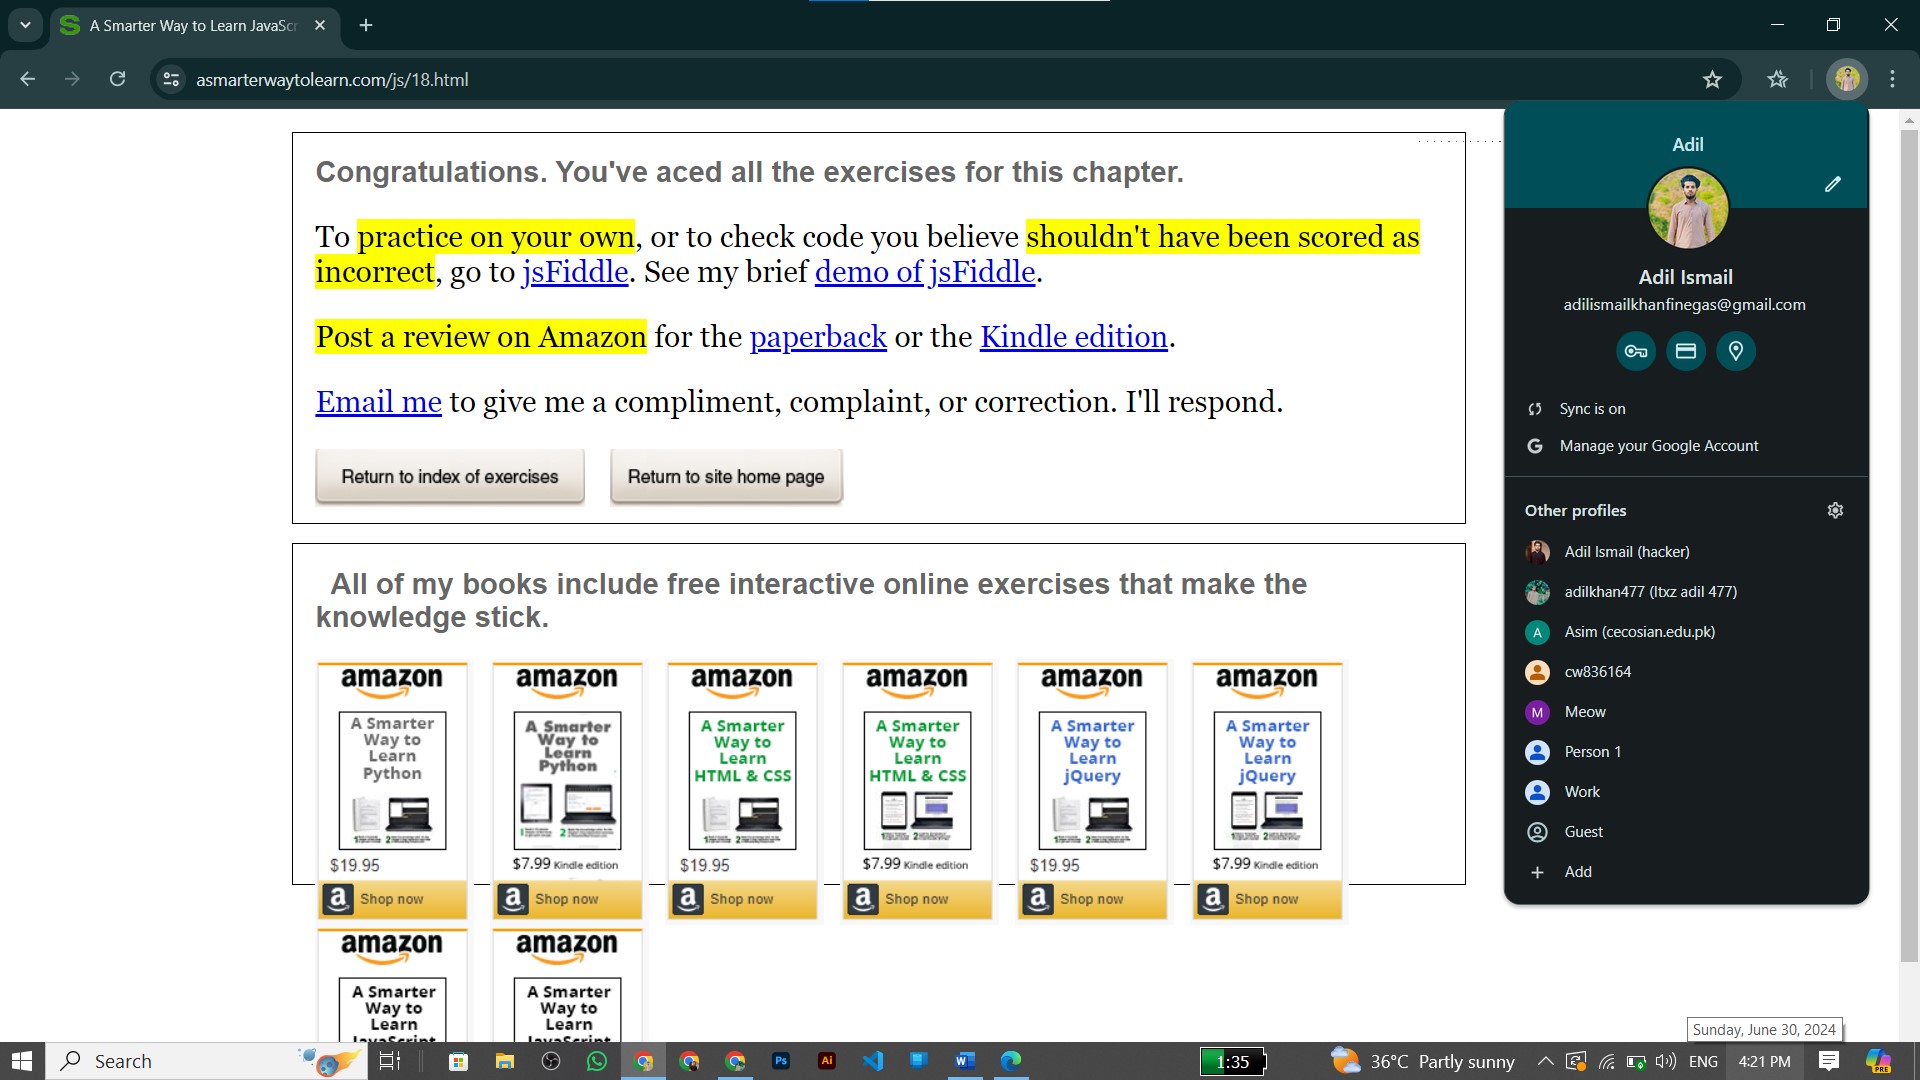 A Smarter Way to Learn JavaScr
asmarterwaytolearn.com/js/18.html
Congratulations. You've aced all the exercises for this chapter.
To practice on your own, or to check code you believe shouldn't have been scored as
incorrect, go to jsFiddle. See my brief demo of jsFiddle.
Post a review on Amazon for the paperback or the Kindle edition.
Email me to give me a compliment, complaint, or correction. I'll respond.
Return to index of exercises
Return to site home page
All of my books include free interactive online exercises that make the
knowledge stick.
amazon
A Smarter
Way to
Learn
Python
$19.95
Shop now
amazon
A Smarter
Way to
Learn
Python
$7.99 Kindle edition
Shop now
amazon
A Smarter
Way to
Learn
HTML & CSS
$19.95
Shop now
amazon
A Smarter
Way to
Learn
HTML & CSS
$7.99 Kindle edition
Shop now
amazon
A Smarter
Way to
Learn
jQuery
$19.95
Shop now
amazon
A Smarter
Way to
Learn
jQuery
$7.99 Kindle edition
Shop now
amazon
A Smarter
Way to
Learn
JavaScript
amazon
A Smarter
Way to
Learn
JavaScript
Adil
Adil Ismail
adilismailkhanfinegas@gmail.com
Sync is on
Manage your Google Account
Other profiles
Adil Ismail (hacker)
adilkhan477 (ltxz adil 477)
A
Asim (cecosian.edu.pk)
cw836164
M
Meow
Person 1
Work
Guest
Add
Sunday, June 30, 2024
Search
Ps
Ai
W
1:35
36°C Partly sunny
ENG
4:21 PM
PRE